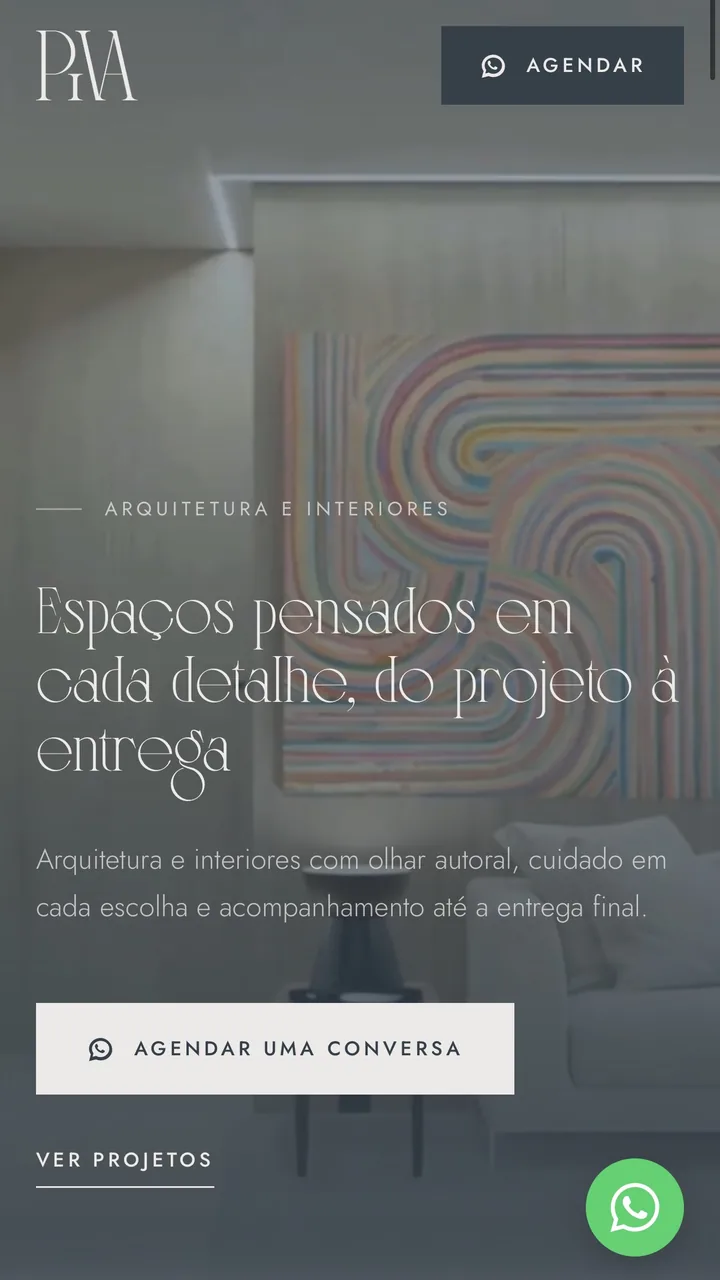 PIVA
AGENDAR
ARQUITETURA E INTERIORES
Espaços pensados em
cada detalhe, do projeto à
entrega
Arquitetura e interiores com olhar autoral, cuidado em
cada escolha e acompanhamento até a entrega final.
AGENDAR UMA CONVERSA
VER PROJETOS